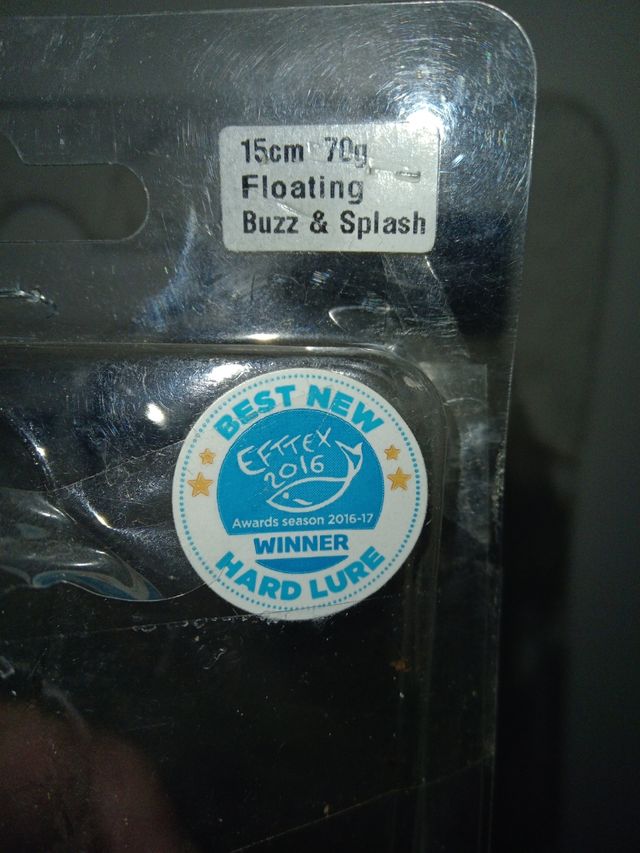 15cm 70g
Floating
Buzz & Splash
BEST NEW
EFTTEX
2016
Awards season 2016-17
WINNER
HARD LURE